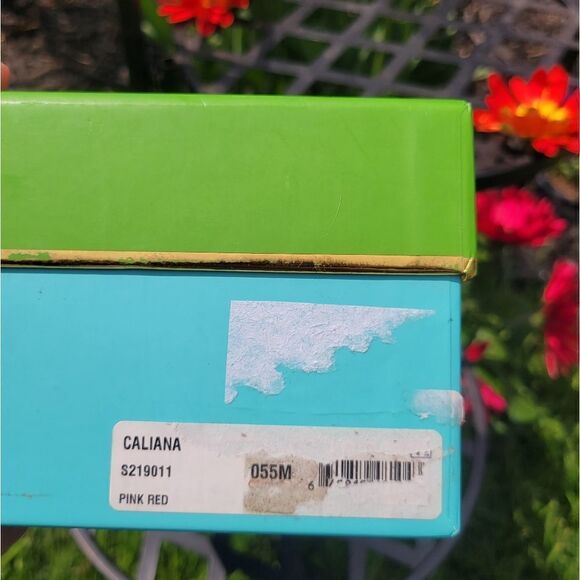 CALIANA
S219011 055M
PINK RED